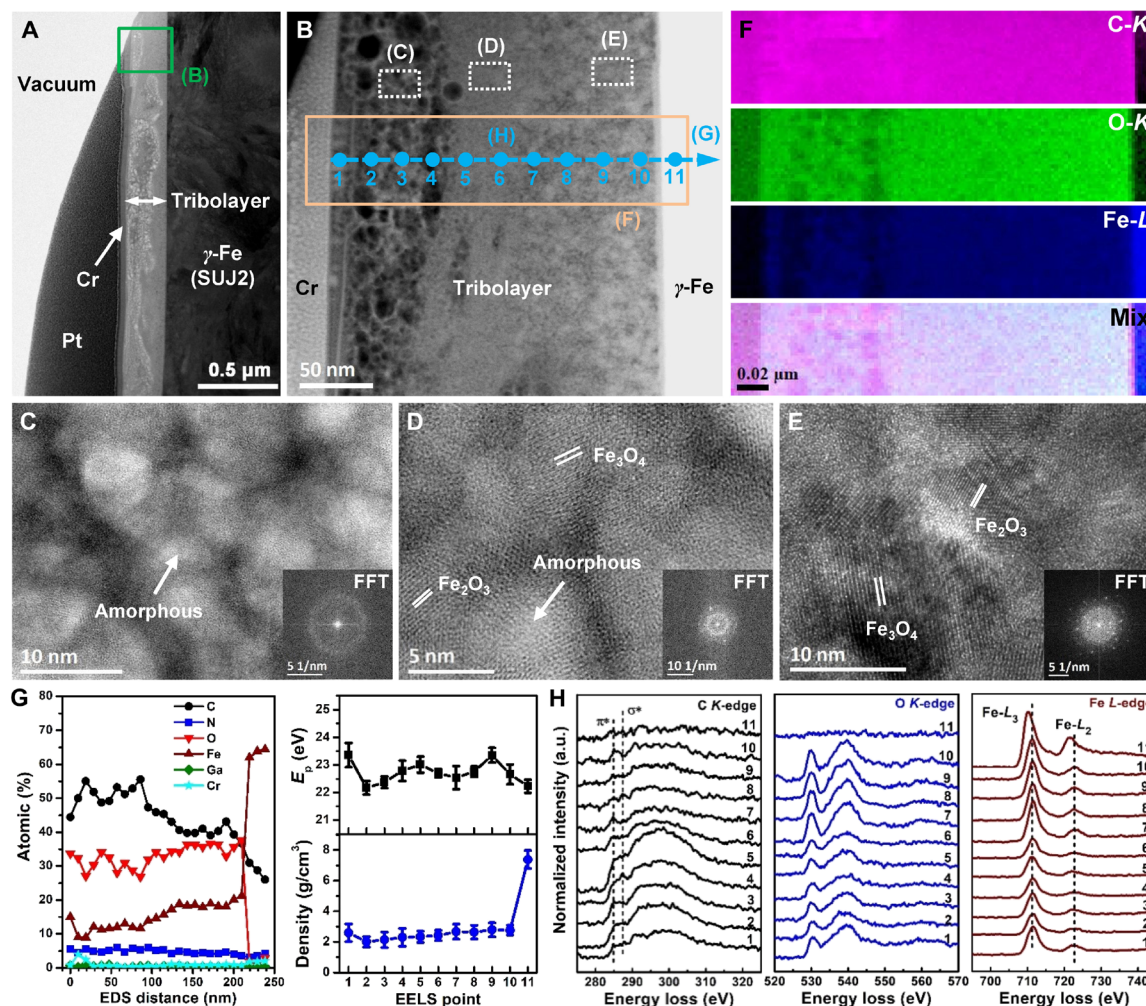 A
Vacuum
(B)
Tribolayer
Cr
γ-Fe
(SUJ2)
Pt
0.5 µm
B
(C)
(D)
(E)
(H)
(G)
1 2 3 4 5 6 7 8 9 10 11
(F)
Cr
Tribolayer
γ-Fe
50 nm
F
C-K
O-K
Fe-L
Mix
0.02 µm
C
Amorphous
FFT
10 nm
5 1/nm
D
Fe3O4
Fe2O3
Amorphous
FFT
5 nm
10 1/nm
E
Fe2O3
Fe3O4
FFT
10 nm
5 1/nm
G
80
70
60
50
40
30
20
10
0
Atomic (%)
C
N
O
Fe
Ga
Cr
0 50 100 150 200 250
EDS distance (nm)
25
24
23
22
21
Ep (eV)
8
6
4
2
0
Density (g/cm3)
1 2 3 4 5 6 7 8 9 10 11
EELS point
H
Normalized intensity (a.u.)
C K-edge
π*
σ*
11
10
9
8
7
6
5
4
3
2
1
280 300 320
Energy loss (eV)
O K-edge
11
10
9
8
7
6
5
4
3
2
1
520 530 540 550 560 570
Energy loss (eV)
Fe L-edge
Fe-L3
Fe-L2
10
700 720 740
Energy loss (eV)